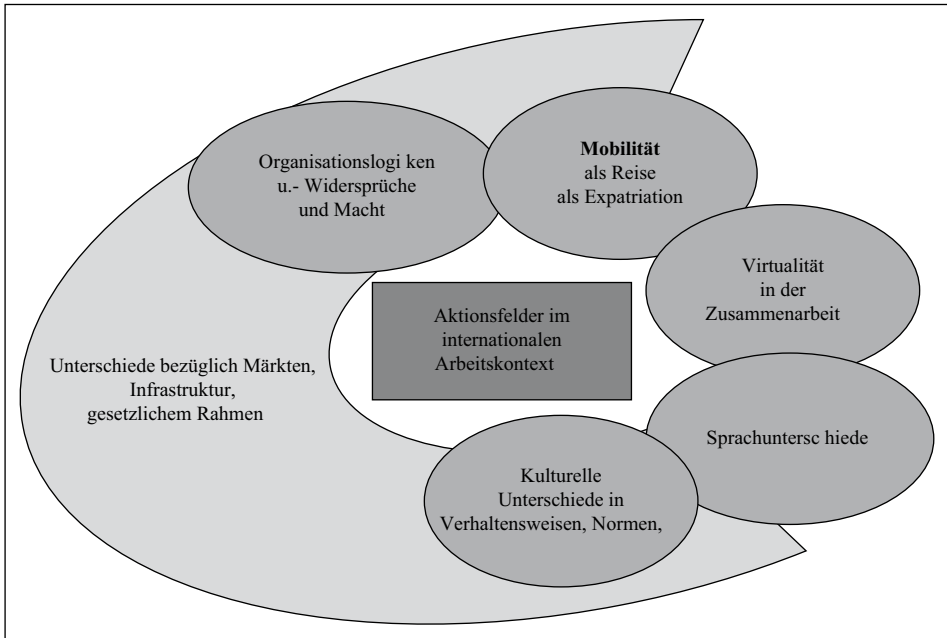 Organisationslogi ken
u.- Widersprüche
und Macht
Mobilität
als Reise
als Expatriation
Virtualität
in der
Zusammenarbeit
Aktionsfelder im
internationalen
Arbeitskontext
Unterschiede bezüglich Märkten,
Infrastruktur,
gesetzlichem Rahmen
Sprachuntersc hiede
Kulturelle
Unterschiede in
Verhaltensweisen, Normen,